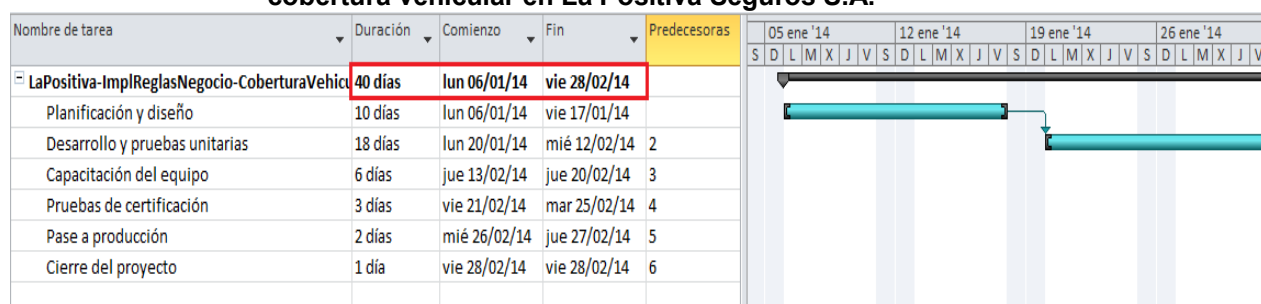 cobertura vehicular en La Positiva Seguros S.A.
Nombre de tarea Duración Comienzo Fin Predecesoras 05 ene '14 12 ene '14 19 ene '14 26 ene '14
S D L M X J V S D L M X J V S D L M X J V S D L M X J V
LaPositiva-ImplReglasNegocio-CoberturaVehicu 40 días lun 06/01/14 vie 28/02/14
Planificación y diseño 10 días lun 06/01/14 vie 17/01/14
Desarrollo y pruebas unitarias 18 días lun 20/01/14 mié 12/02/14 2
Capacitación del equipo 6 días jue 13/02/14 jue 20/02/14 3
Pruebas de certificación 3 días vie 21/02/14 mar 25/02/14 4
Pase a producción 2 días mié 26/02/14 jue 27/02/14 5
Cierre del proyecto 1 día vie 28/02/14 vie 28/02/14 6